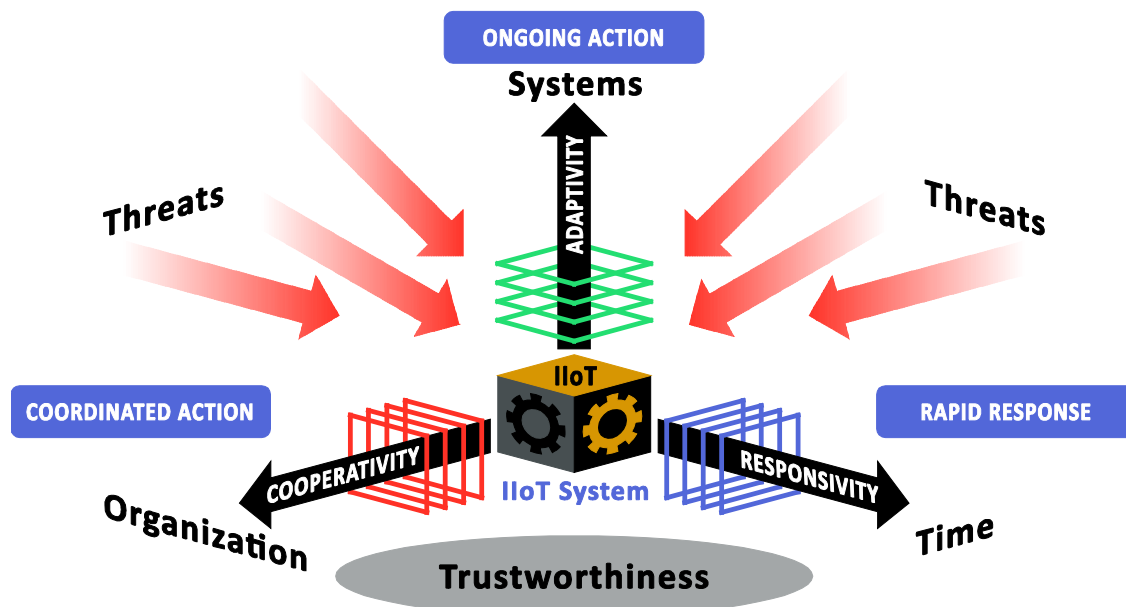 ONGOING ACTION
Systems
ADAPTIVITY
Threats
Threats
IIoT
COORDINATED ACTION
RAPID RESPONSE
COOPERATIVITY
RESPONSIVITY
IIoT System
Organization
Time
Trustworthiness